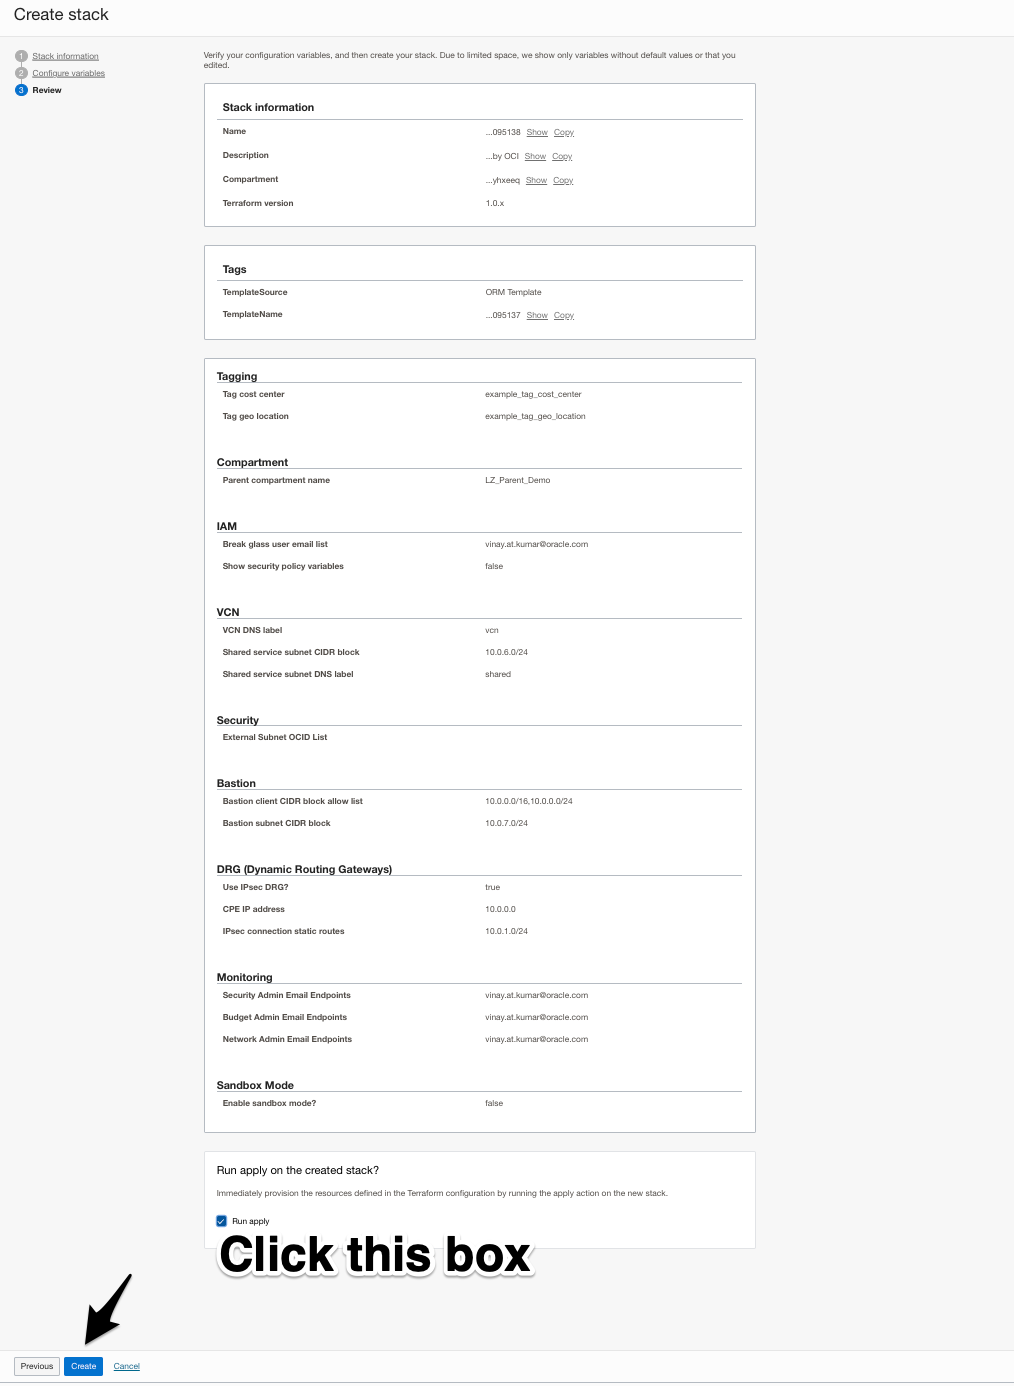 Create stack
1 Stack information
2 Configure variables
3 Review
Verify your configuration variables, and then create your stack. Due to limited space, we show only variables without default values or that you
edited.
Stack information
Name ...095138 Show Copy
Description ...by OCI Show Copy
Compartment ...yhxeeq Show Copy
Terraform version 1.0.x
Tags
TemplateSource ORM Template
TemplateName ...095137 Show Copy
Tagging
Tag cost center example_tag_cost_center
Tag geo location example_tag_geo_location
Compartment
Parent compartment name LZ_Parent_Demo
IAM
Break glass user email list vinay.at.kumar@oracle.com
Show security policy variables false
VCN
VCN DNS label vcn
Shared service subnet CIDR block 10.0.6.0/24
Shared service subnet DNS label shared
Security
External Subnet OCID List
Bastion
Bastion client CIDR block allow list 10.0.0.0/16,10.0.0.0/24
Bastion subnet CIDR block 10.0.7.0/24
DRG (Dynamic Routing Gateways)
Use IPsec DRG? true
CPE IP address 10.0.0.0
IPsec connection static routes 10.0.1.0/24
Monitoring
Security Admin Email Endpoints vinay.at.kumar@oracle.com
Budget Admin Email Endpoints vinay.at.kumar@oracle.com
Network Admin Email Endpoints vinay.at.kumar@oracle.com
Sandbox Mode
Enable sandbox mode? false
Run apply on the created stack?
Immediately provision the resources defined in the Terraform configuration by running the apply action on the new stack.
Run apply
Click this box
Previous Create Cancel